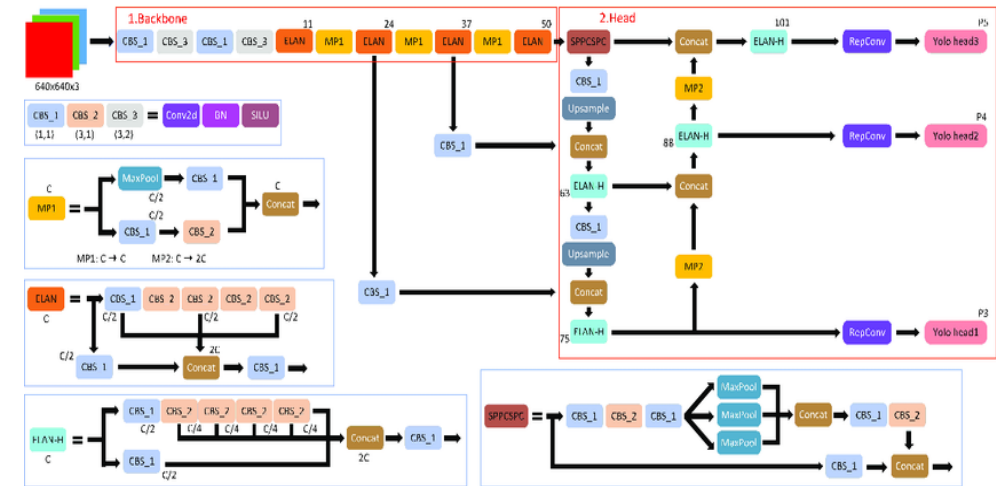 1.Backbone
2.Head
11
24
37
50
101
P5
CBS_1 CBS_3 CBS_1 CBS_3 ELAN MP1 ELAN MP1 ELAN MP1 ELAN
SPPCSPC Concat ELAN-H RepConv Yolo head3
640x640x3
CBS_1
MP2
Upsample
CBS_1 CBS_2 CBS_3 = Conv2d BN SILU
{1,1} {3,1} {3,2}
P4
CBS_1
Concat
88 ELAN-H RepConv Yolo head2
C MaxPool CBS_1 C
C/2
63 ELAN-H Concat
MP1 = Concat
C/2
CBS_1 CBS_2
CBS_1
MP1: C → C MP2: C → 2C
Upsample
MP2
CBS_1
Concat
P3
75 ELAN-H RepConv Yolo head1
ELAN = CBS_1 CBS_2 CBS_2 CBS_2 CBS_2
C C/2 C/2 C/2
C/2 2C
CBS_1 Concat CBS_1
CBS_1 CBS_2 CBS_2 CBS_2 CBS_2
C/2 C/4 C/4 C/4 C/4
ELAN-H = Concat CBS_1
C 2C
CBS_1
C/2
MaxPool
SPPCSPC = CBS_1 CBS_2 CBS_1 MaxPool Concat CBS_1 CBS_2
MaxPool
CBS_1 Concat